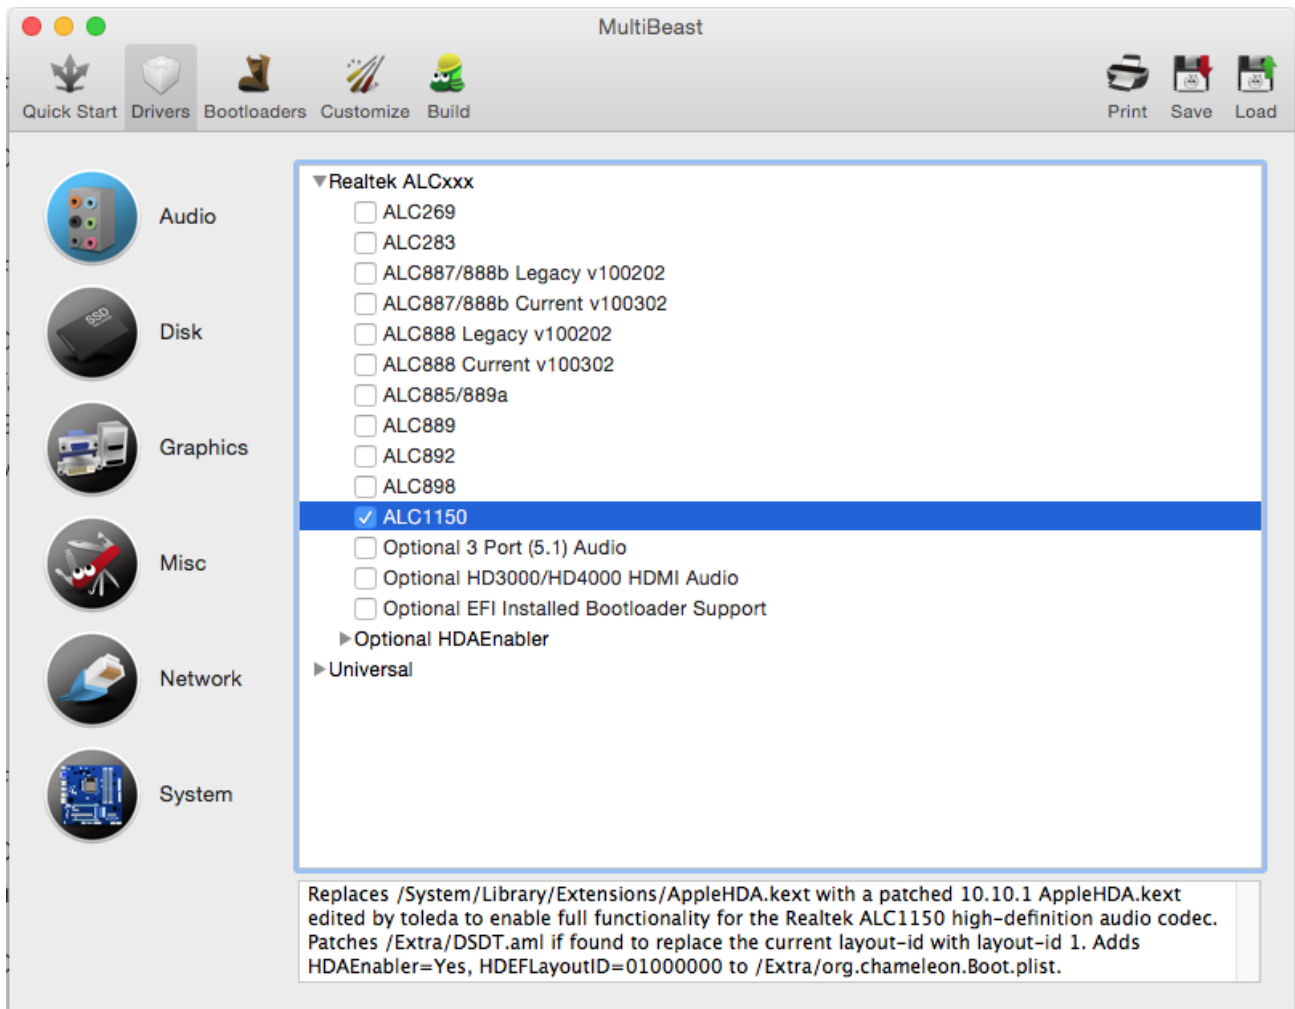 MultiBeast
Quick Start Drivers Bootloaders Customize Build Print Save Load
Audio
Disk
Graphics
Misc
Network
System
Realtek ALCxxx
ALC269
ALC283
ALC887/888b Legacy v100202
ALC887/888b Current v100302
ALC888 Legacy v100202
ALC888 Current v100302
ALC885/889a
ALC889
ALC892
ALC898
ALC1150
Optional 3 Port (5.1) Audio
Optional HD3000/HD4000 HDMI Audio
Optional EFI Installed Bootloader Support
Optional HDAEnabler
Universal
Replaces /System/Library/Extensions/AppleHDA.kext with a patched 10.10.1 AppleHDA.kext
edited by toleda to enable full functionality for the Realtek ALC1150 high-definition audio codec.
Patches /Extra/DSDT.aml if found to replace the current layout-id with layout-id 1. Adds
HDAEnabler=Yes, HDEFLayoutID=01000000 to /Extra/org.chameleon.Boot.plist.